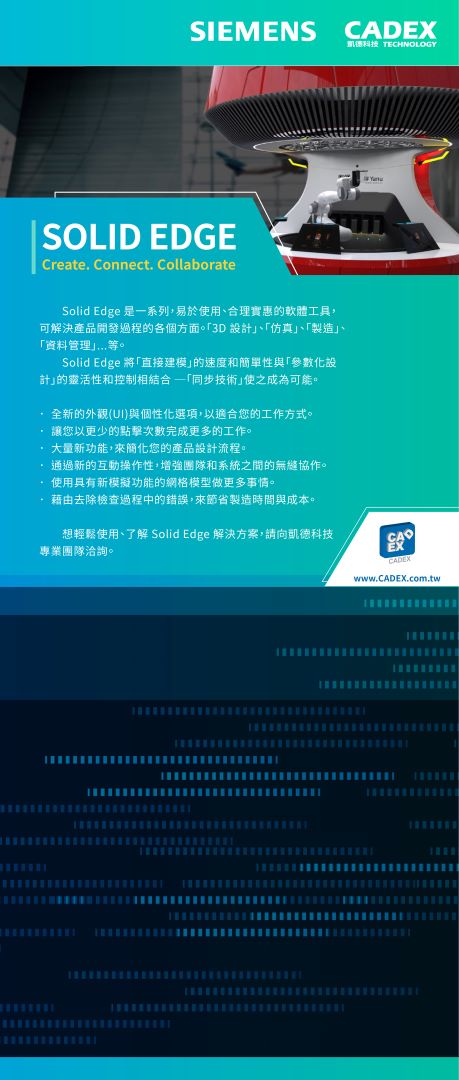 SIEMENS
CADEX
凱德科技 TECHNOLOGY
SOLID EDGE
Create. Connect. Collaborate
Solid Edge 是一系列，易於使用、合理實惠的軟體工具，
可解決產品開發過程的各個方面。「3D 設計」、「仿真」、「製造」、
「資料管理」...等。
Solid Edge 將「直接建模」的速度和簡單性與「參數化設
計」的靈活性和控制相結合 —「同步技術」使之成為可能。
· 全新的外觀(UI)與個性化選項，以適合您的工作方式。
· 讓您以更少的點擊次數完成更多的工作。
· 大量新功能，來簡化您的產品設計流程。
· 通過新的互動操作性，增強團隊和系統之間的無縫協作。
· 使用具有新模擬功能的網格模型做更多事情。
· 藉由去除檢查過程中的錯誤，來節省製造時間與成本。
想輕鬆使用、了解 Solid Edge 解決方案，請向凱德科技
專業團隊洽詢。
CADEX
CADEX
www.CADEX.com.tw